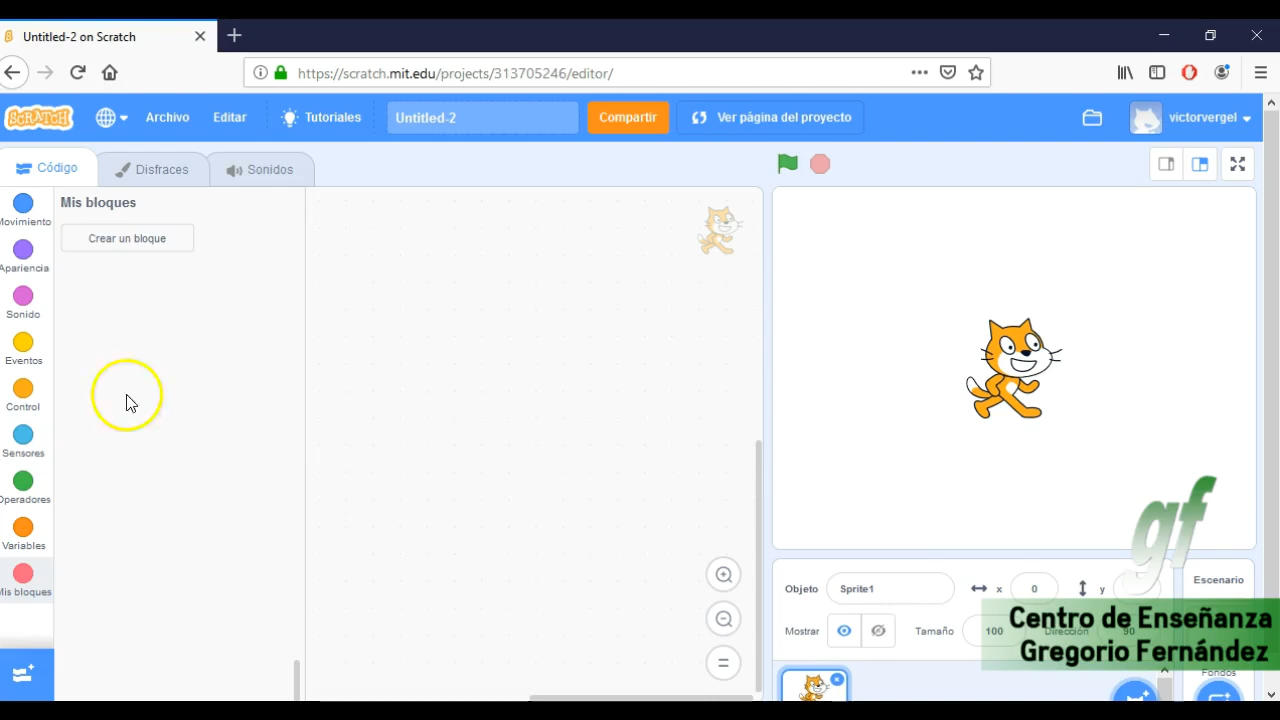 Untitled-2 on Scratch
https://scratch.mit.edu/projects/313705246/editor/
SCRATCH
Archivo
Editar
Tutoriales
Untitled-2
Compartir
Ver página del proyecto
victorvergel
Código
Disfraces
Sonidos
Movimiento
Apariencia
Sonido
Eventos
Control
Sensores
Operadores
Variables
Mis bloques
Mis bloques
Crear un bloque
gf
Objeto
Sprite1
x
0
y
Escenario
Mostrar
Tamaño
100
Dirección
90
Fondos
Centro de Enseñanza
Gregorio Fernández